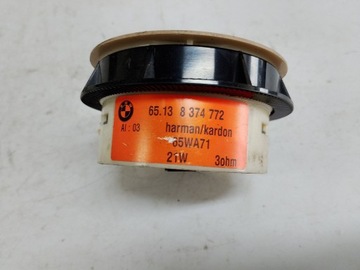 65.13 8 374 772
AI: 03 harman/kardon
65WA71
21W 3ohm